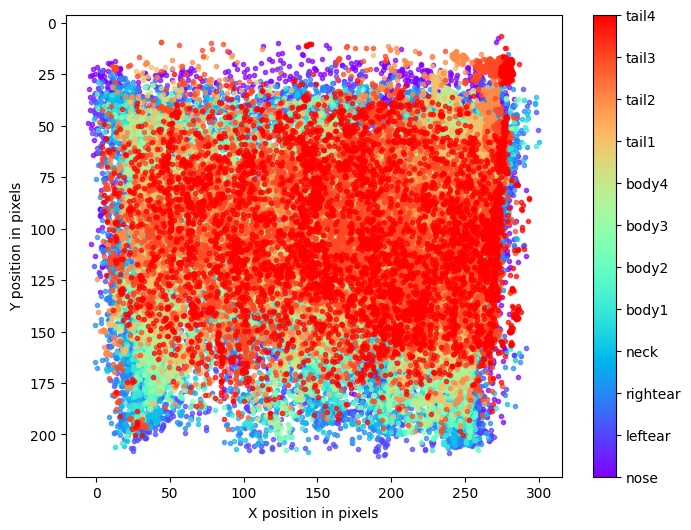 0
25
50
75
100
125
150
175
200
Y position in pixels
0
50
100
150
200
250
300
X position in pixels
tail4
tail3
tail2
tail1
body4
body3
body2
body1
neck
rightear
leftear
nose